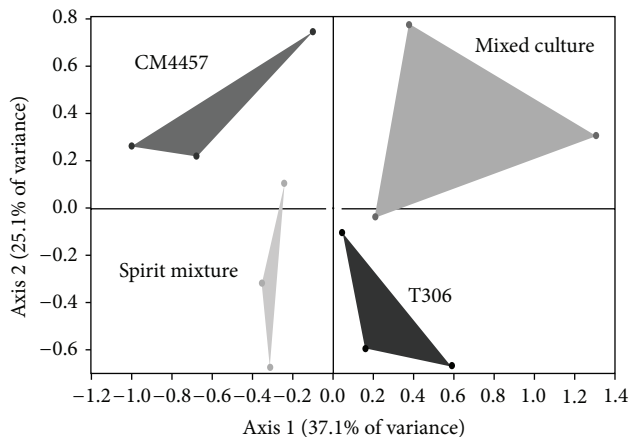 0.8
0.6
0.4
0.2
0.0
−0.2
−0.4
−0.6
Axis 2 (25.1% of variance)
CM4457
Mixed culture
Spirit mixture
T306
−1.2 −1.0 −0.8 −0.6 −0.4 −0.2 0.0 0.2 0.4 0.6 0.8 1.0 1.2 1.4
Axis 1 (37.1% of variance)